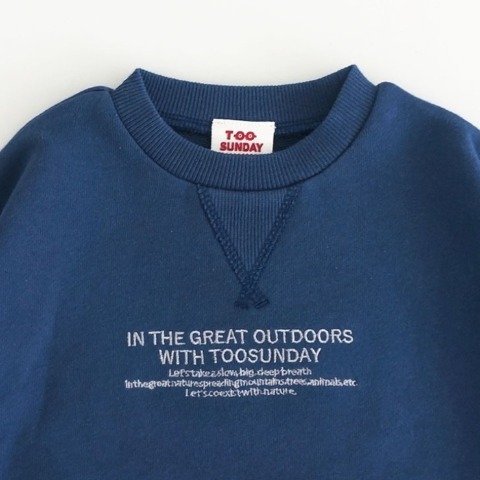 TOO
SUNDAY
IN THE GREAT OUTDOORS
WITH TOOSUNDAY
Let's take a slow, big, deep breath
In the great nature spreading mountains, trees, animals, etc.
Let's coexist with nature.